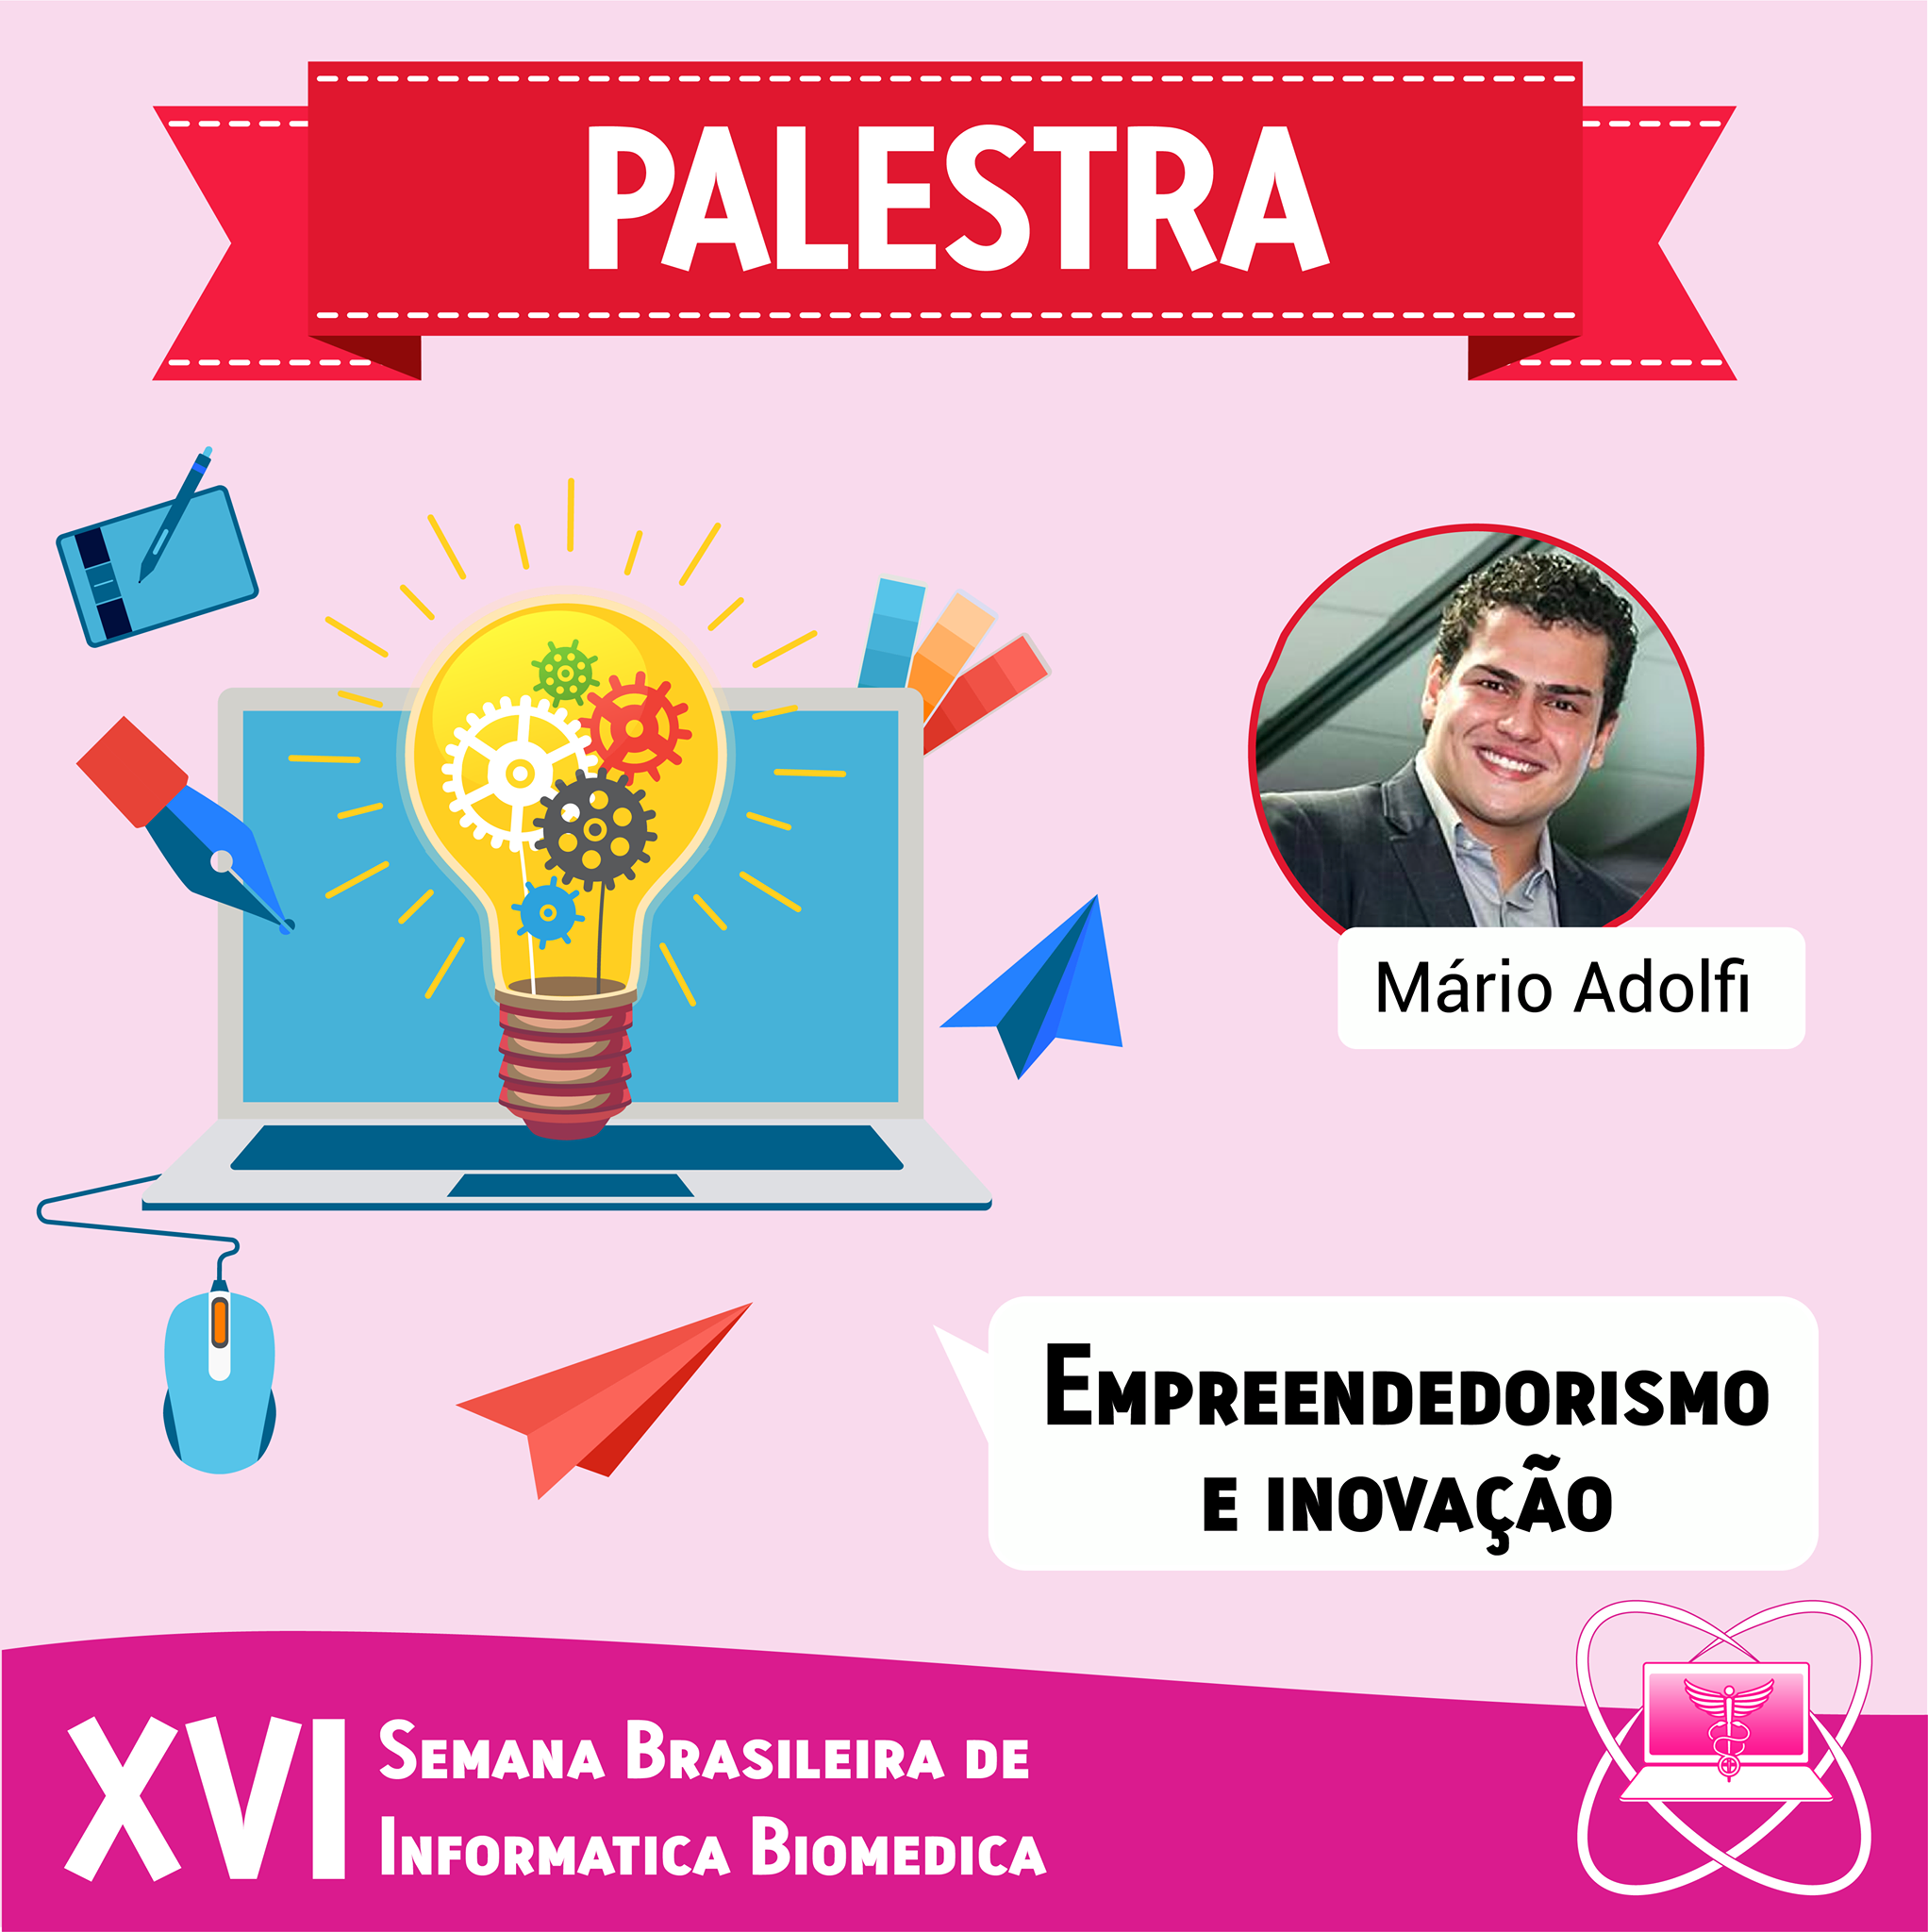 PALESTRA
Mário Adolfi
EMPREENDEDORISMO
E INOVAÇÃO
XVI
SEMANA BRASILEIRA DE
INFORMATICA BIOMEDICA